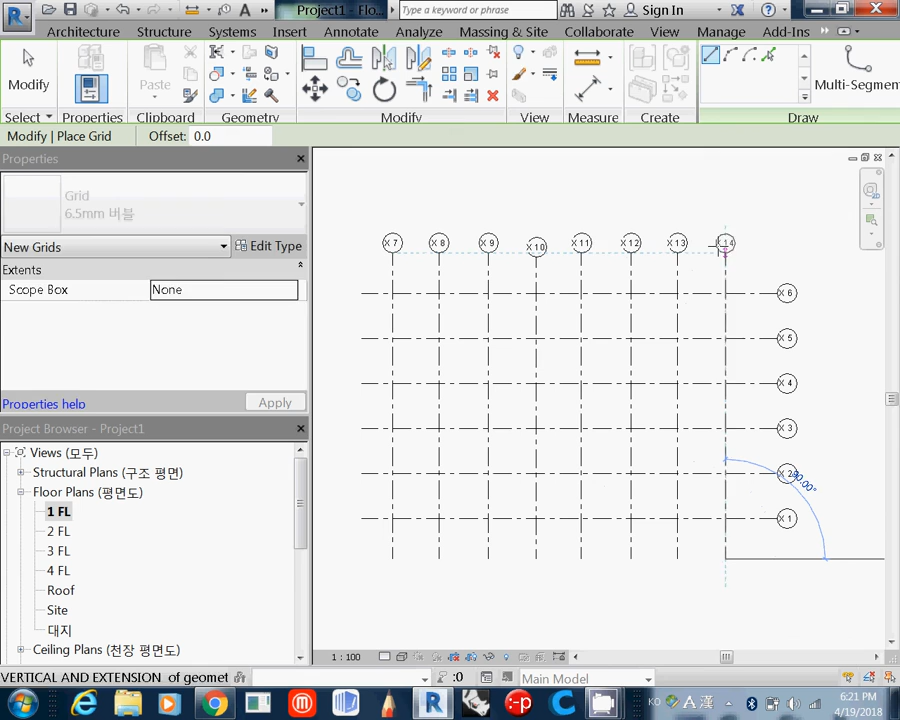 Project1 - Flo...
Type a keyword or phrase
Sign In
Architecture Structure Systems Insert Annotate Analyze Massing & Site Collaborate View Manage Add-Ins
Modify
Paste
Multi-Segmen
Select Properties Clipboard Geometry Modify View Measure Create Draw
Modify | Place Grid Offset: 0.0
Properties
Grid
6.5mm 버블
New Grids
Edit Type
Extents
Scope Box None
Properties help
Apply
Project Browser - Project1
Views (모두)
Structural Plans (구조 평면)
Floor Plans (평면도)
1 FL
2 FL
3 FL
4 FL
Roof
Site
대지
Ceiling Plans (천장 평면도)
X 7 X 8 X 9 X 10 X 11 X 12 X 13 X 14
X 6
X 5
X 4
X 3
X 2
90.00°
X 1
1 : 100
VERTICAL AND EXTENSION of geomet
:0
Main Model
KO A 漢
6:21 PM
4/19/2018